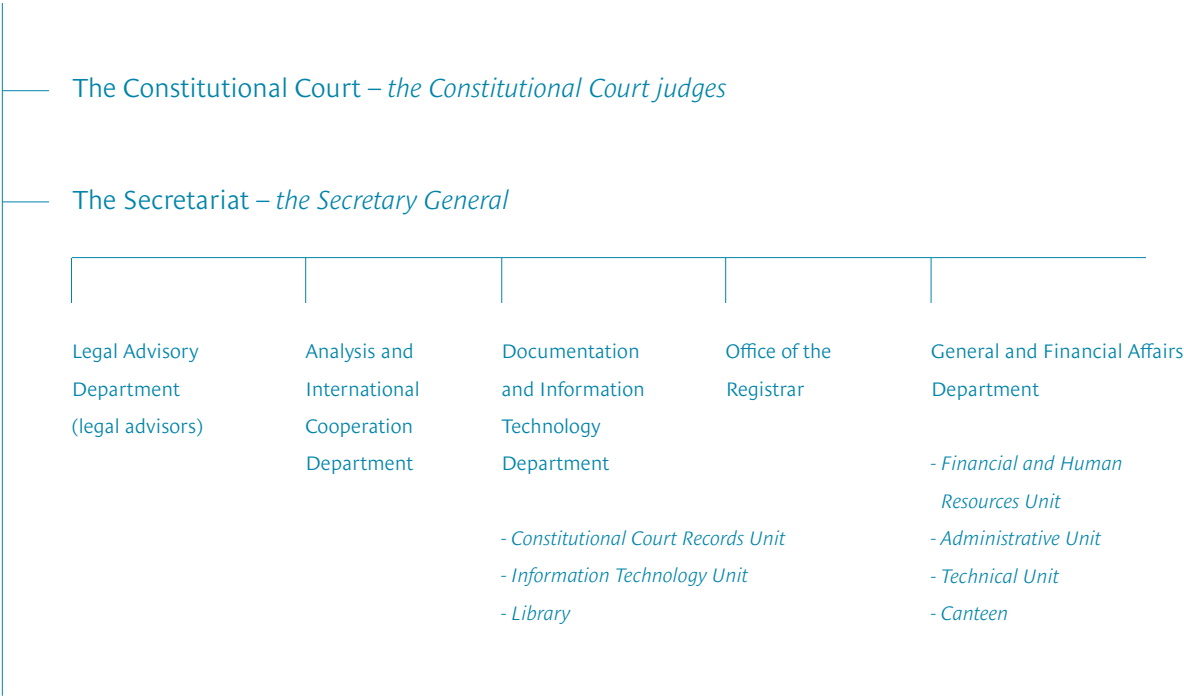 The Constitutional Court – the Constitutional Court judges
The Secretariat – the Secretary General
Legal Advisory
Department
(legal advisors)
Analysis and
International
Cooperation
Department
Documentation
and Information
Technology
Department
- Constitutional Court Records Unit
- Information Technology Unit
- Library
Office of the
Registrar
General and Financial Affairs
Department
- Financial and Human
Resources Unit
- Administrative Unit
- Technical Unit
- Canteen